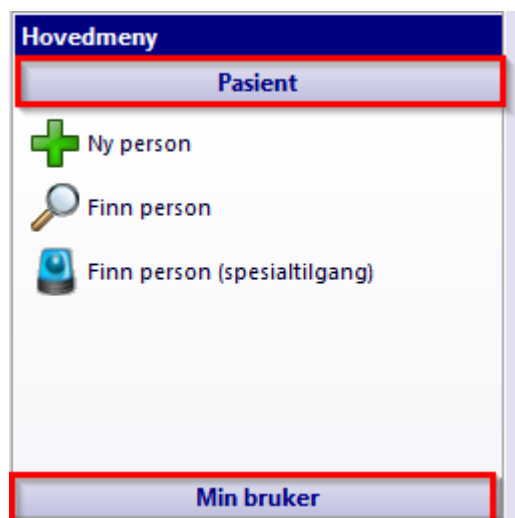 Hovedmeny
Pasient
Ny person
Finn person
Finn person (spesialtilgang)
Min bruker